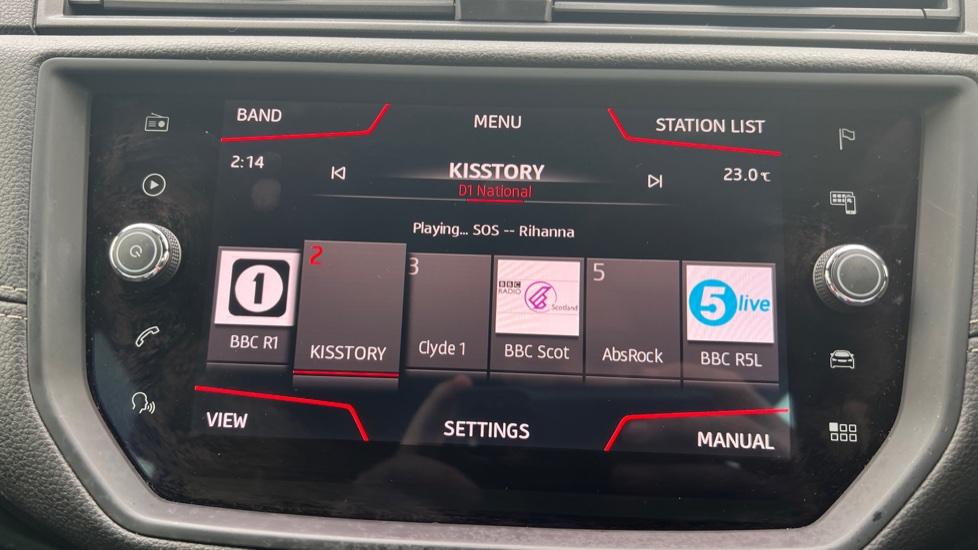 BAND
MENU
STATION LIST
2:14
KISSTORY
D1 National
23.0 °C
Playing... SOS -- Rihanna
1
BBC R1
2
KISSTORY
3
Clyde 1
BBC
RADIO
Scotland
BBC Scot
5
AbsRock
5 live
BBC R5L
VIEW
SETTINGS
MANUAL